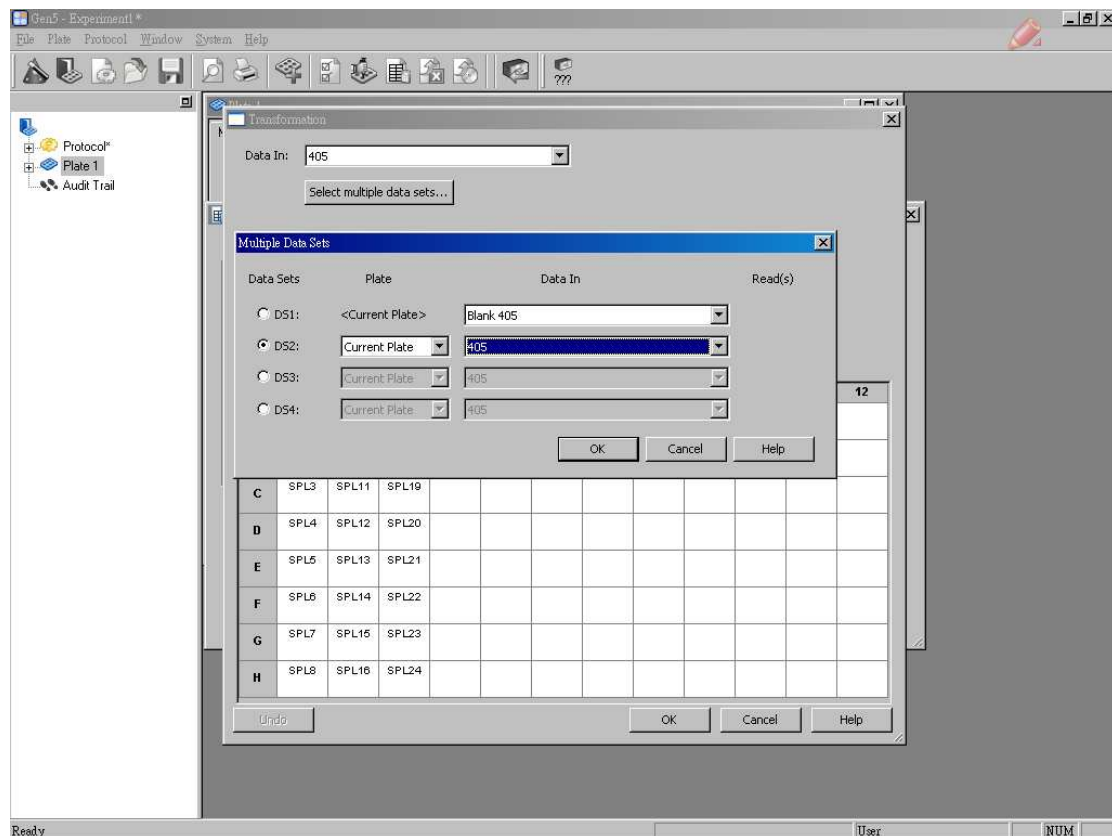 Gen5 - Experiment1 *
File Plate Protocol Window System Help
???
Protocol*
Plate 1
Audit Trail
Transformation
Data In: 405
Select multiple data sets...
Multiple Data Sets
Data Sets Plate Data In Read(s)
DS1: <Current Plate> Blank 405
DS2: Current Plate 405
DS3: Current Plate 405
DS4: Current Plate 405
OK Cancel Help
12
C SPL3 SPL11 SPL19
D SPL4 SPL12 SPL20
E SPL5 SPL13 SPL21
F SPL6 SPL14 SPL22
G SPL7 SPL15 SPL23
H SPL8 SPL16 SPL24
Undo OK Cancel Help
Ready User NUM